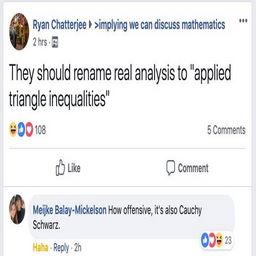 Ryan Chatterjee ▸ >implying we can discuss mathematics
2 hrs ·
They should rename real analysis to "applied
triangle inequalities"
108
5 Comments
Like
Comment
Meijke Balay-Mickelson How offensive, it's also Cauchy
Schwarz.
23
Haha · Reply · 2h